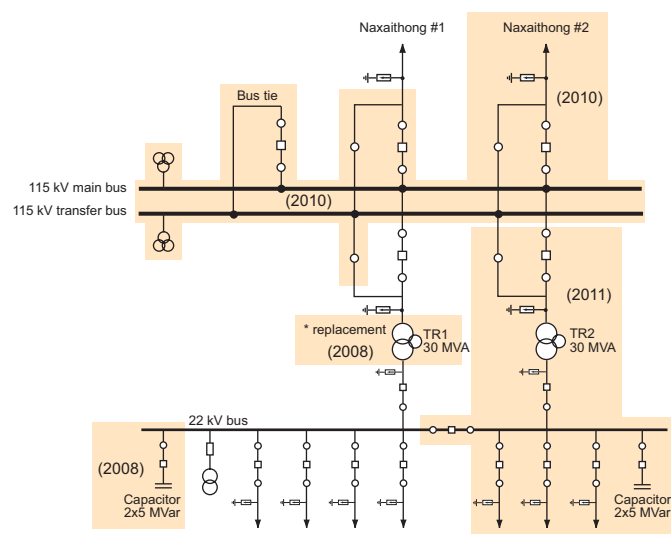 Naxaithong #1
Naxaithong #2
Bus tie
(2010)
115 kV main bus
(2010)
115 kV transfer bus
(2011)
* replacement
(2008)
TR1
30 MVA
TR2
30 MVA
22 kV bus
(2008)
Capacitor
2x5 MVar
Capacitor
2x5 MVar